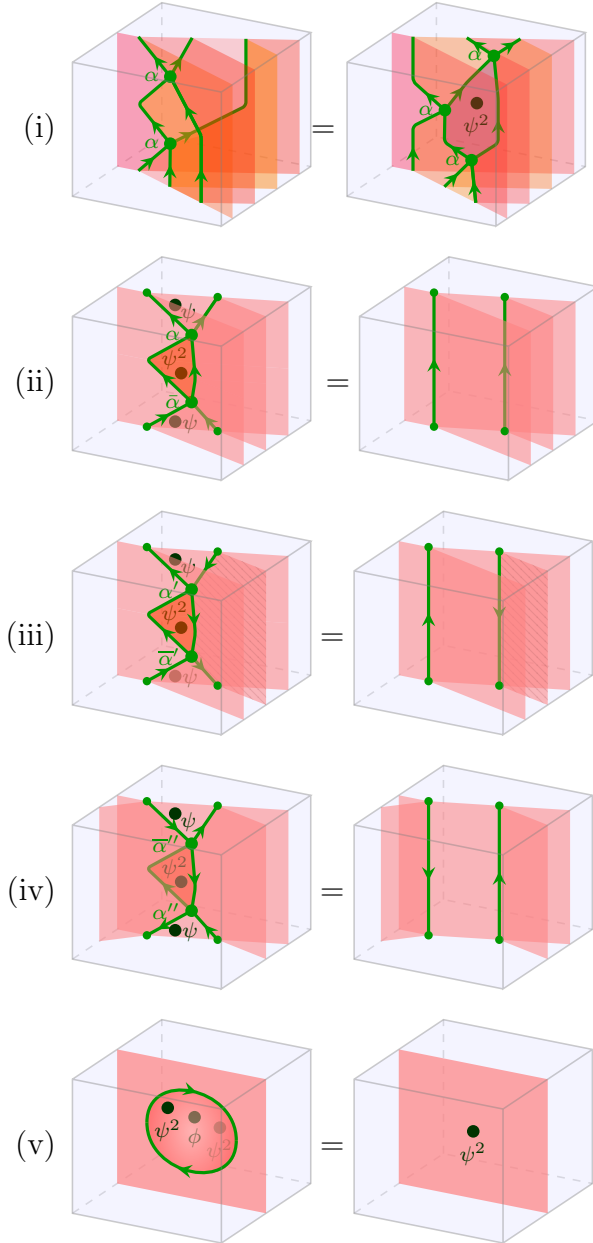 (i) α α = α α α ψ²
(ii) ψ α ψ² ᾱ ψ =
(iii) ψ α′ ψ² ᾱ′ ψ =
(iv) ψ ᾱ″ ψ² α″ ψ =
(v) ψ² ϕ ψ² = ψ²